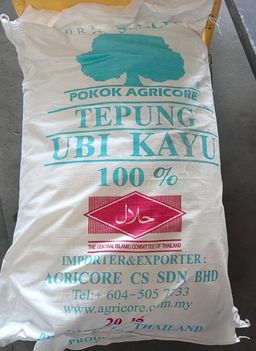 POKOK AGRICORE
TEPUNG
UBI KAYU
100 %
حلال
THE CENTRAL ISLAMIC COMMITTEE OF THAILAND
IMPORTER&EXPORTER :
AGRICORE CS SDN BHD
Tel:+ 604-505 7733
www.agricore.com.my
THAILAND